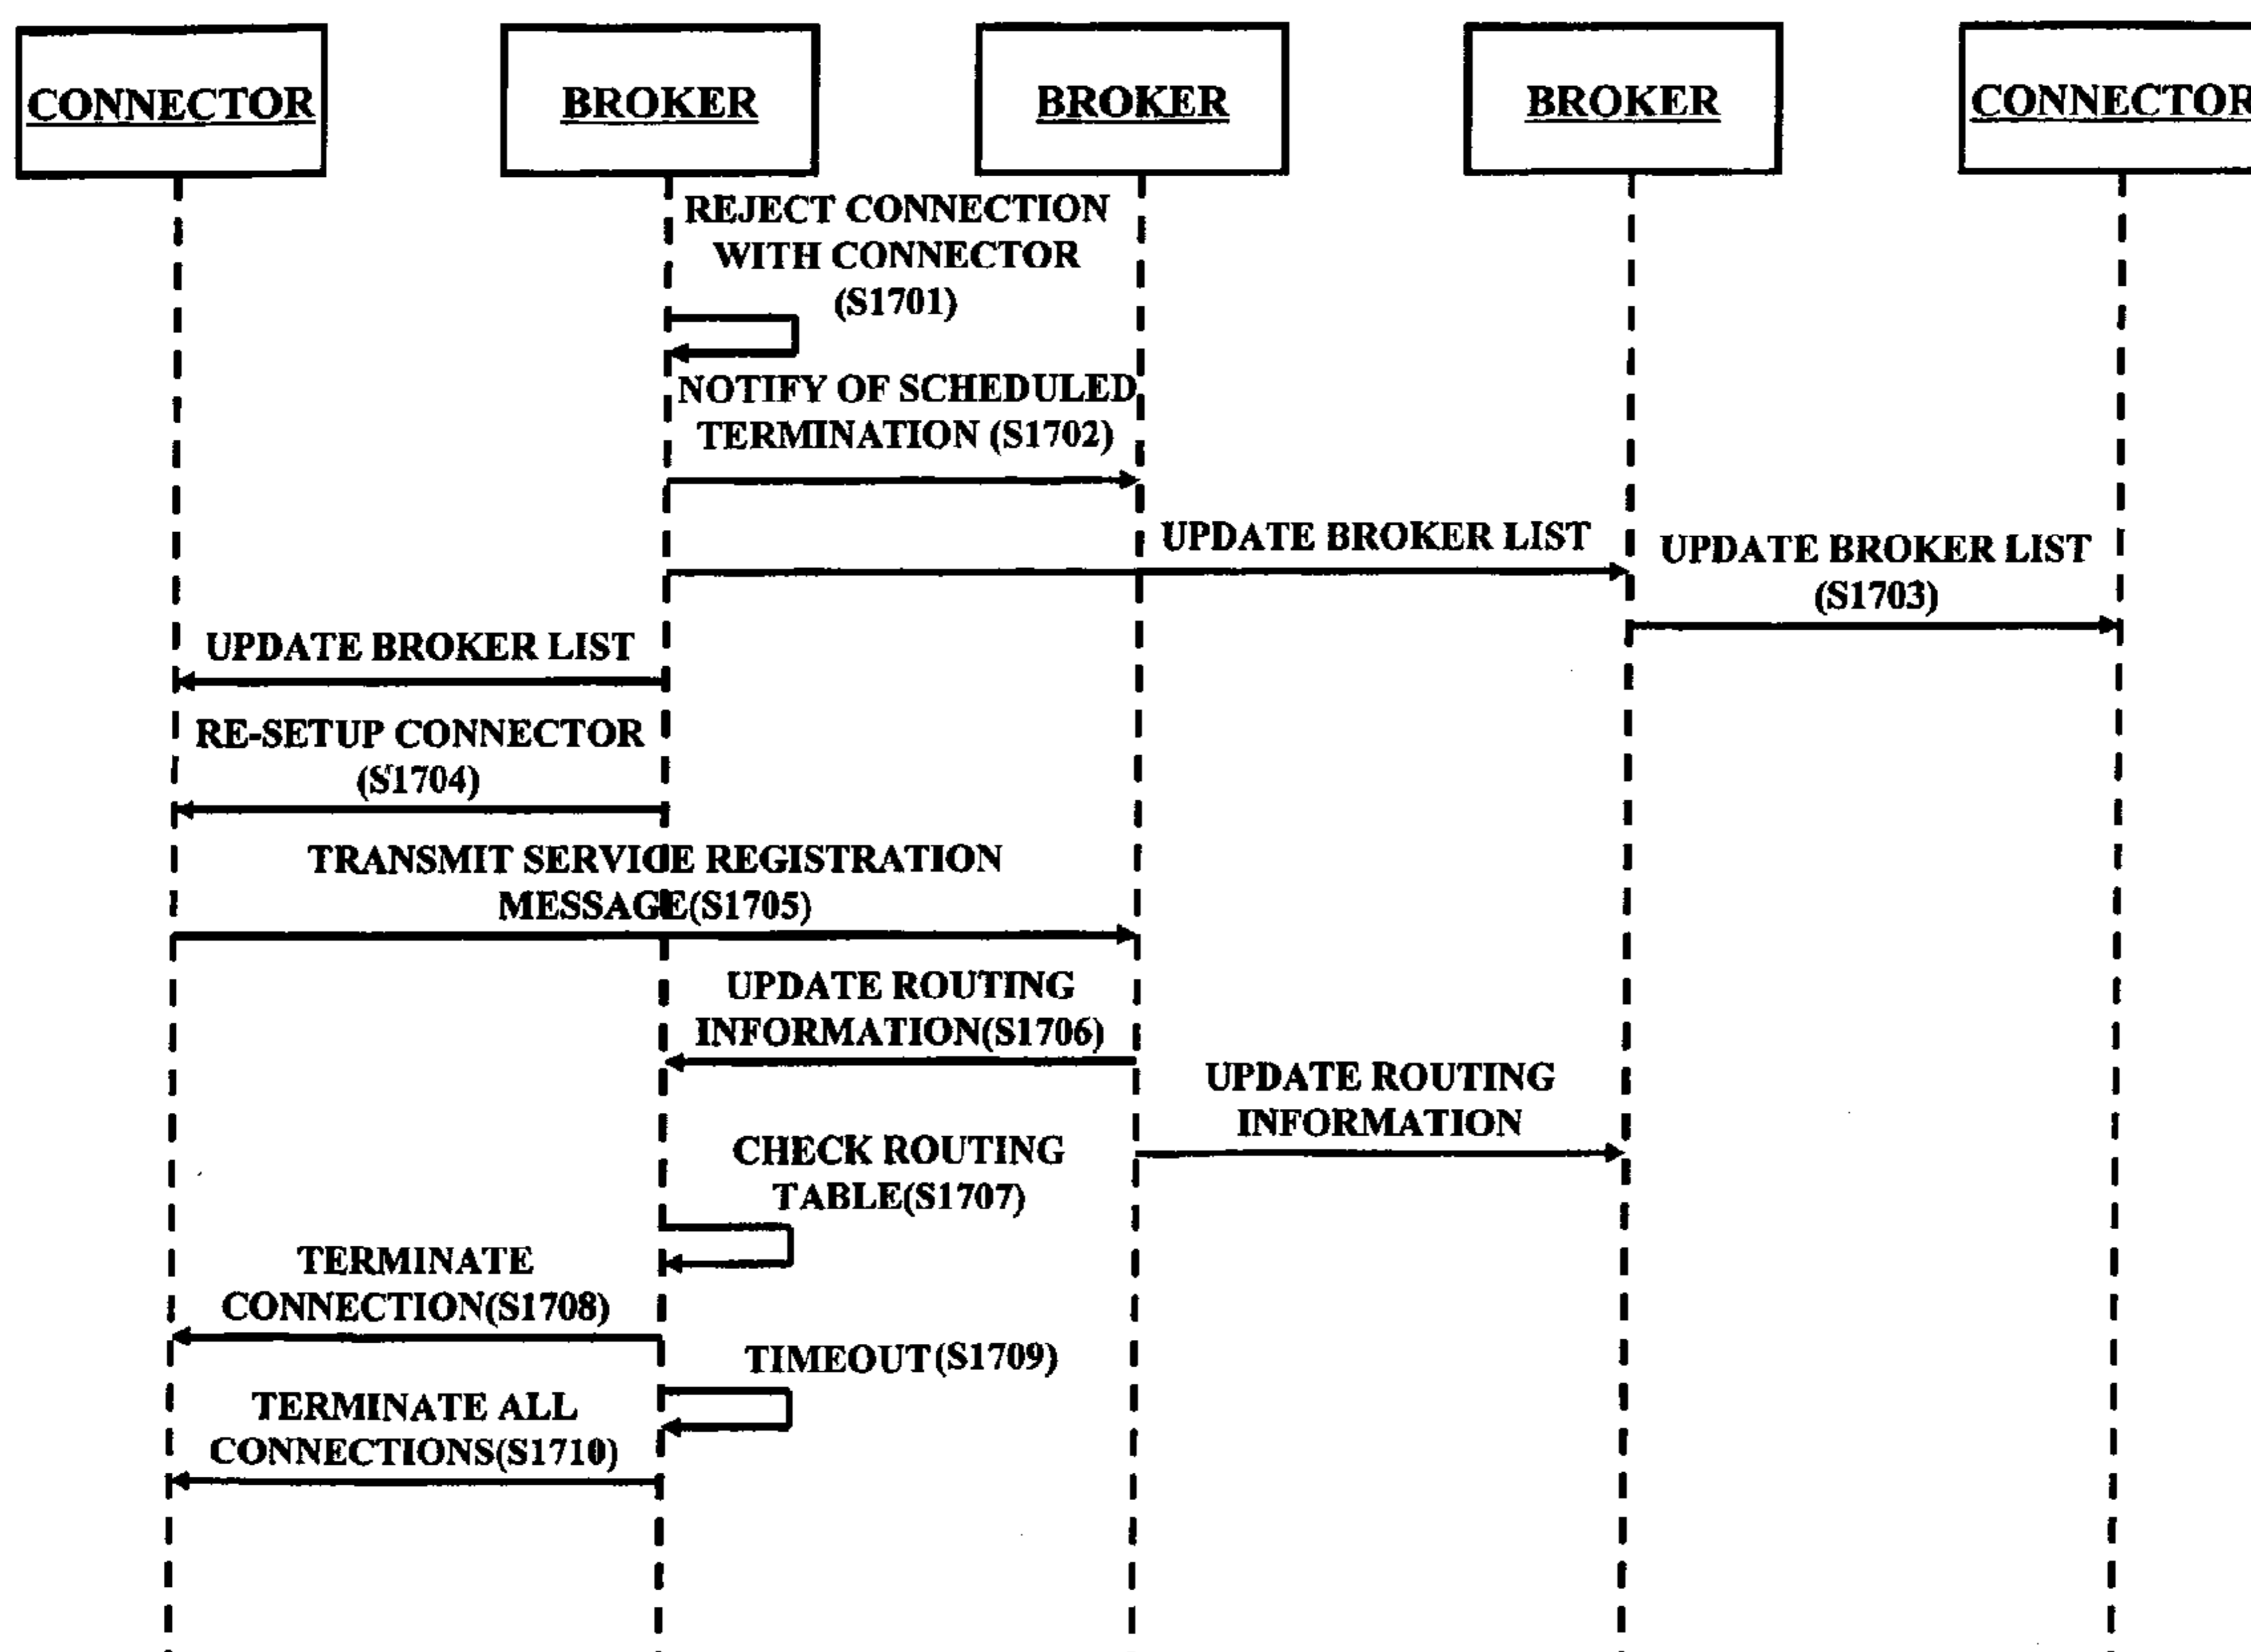 CONNECTOR
BROKER
BROKER
BROKER
CONNECTOR
REJECT CONNECTION
WITH CONNECTOR
(S1701)
NOTIFY OF SCHEDULED
TERMINATION (S1702)
UPDATE BROKER LIST
UPDATE BROKER LIST
(S1703)
UPDATE BROKER LIST
RE-SETUP CONNECTOR
(S1704)
TRANSMIT SERVICE REGISTRATION
MESSAGE(S1705)
UPDATE ROUTING
INFORMATION(S1706)
UPDATE ROUTING
INFORMATION
CHECK ROUTING
TABLE(S1707)
TERMINATE
CONNECTION(S1708)
TIMEOUT(S1709)
TERMINATE ALL
CONNECTIONS(S1710)